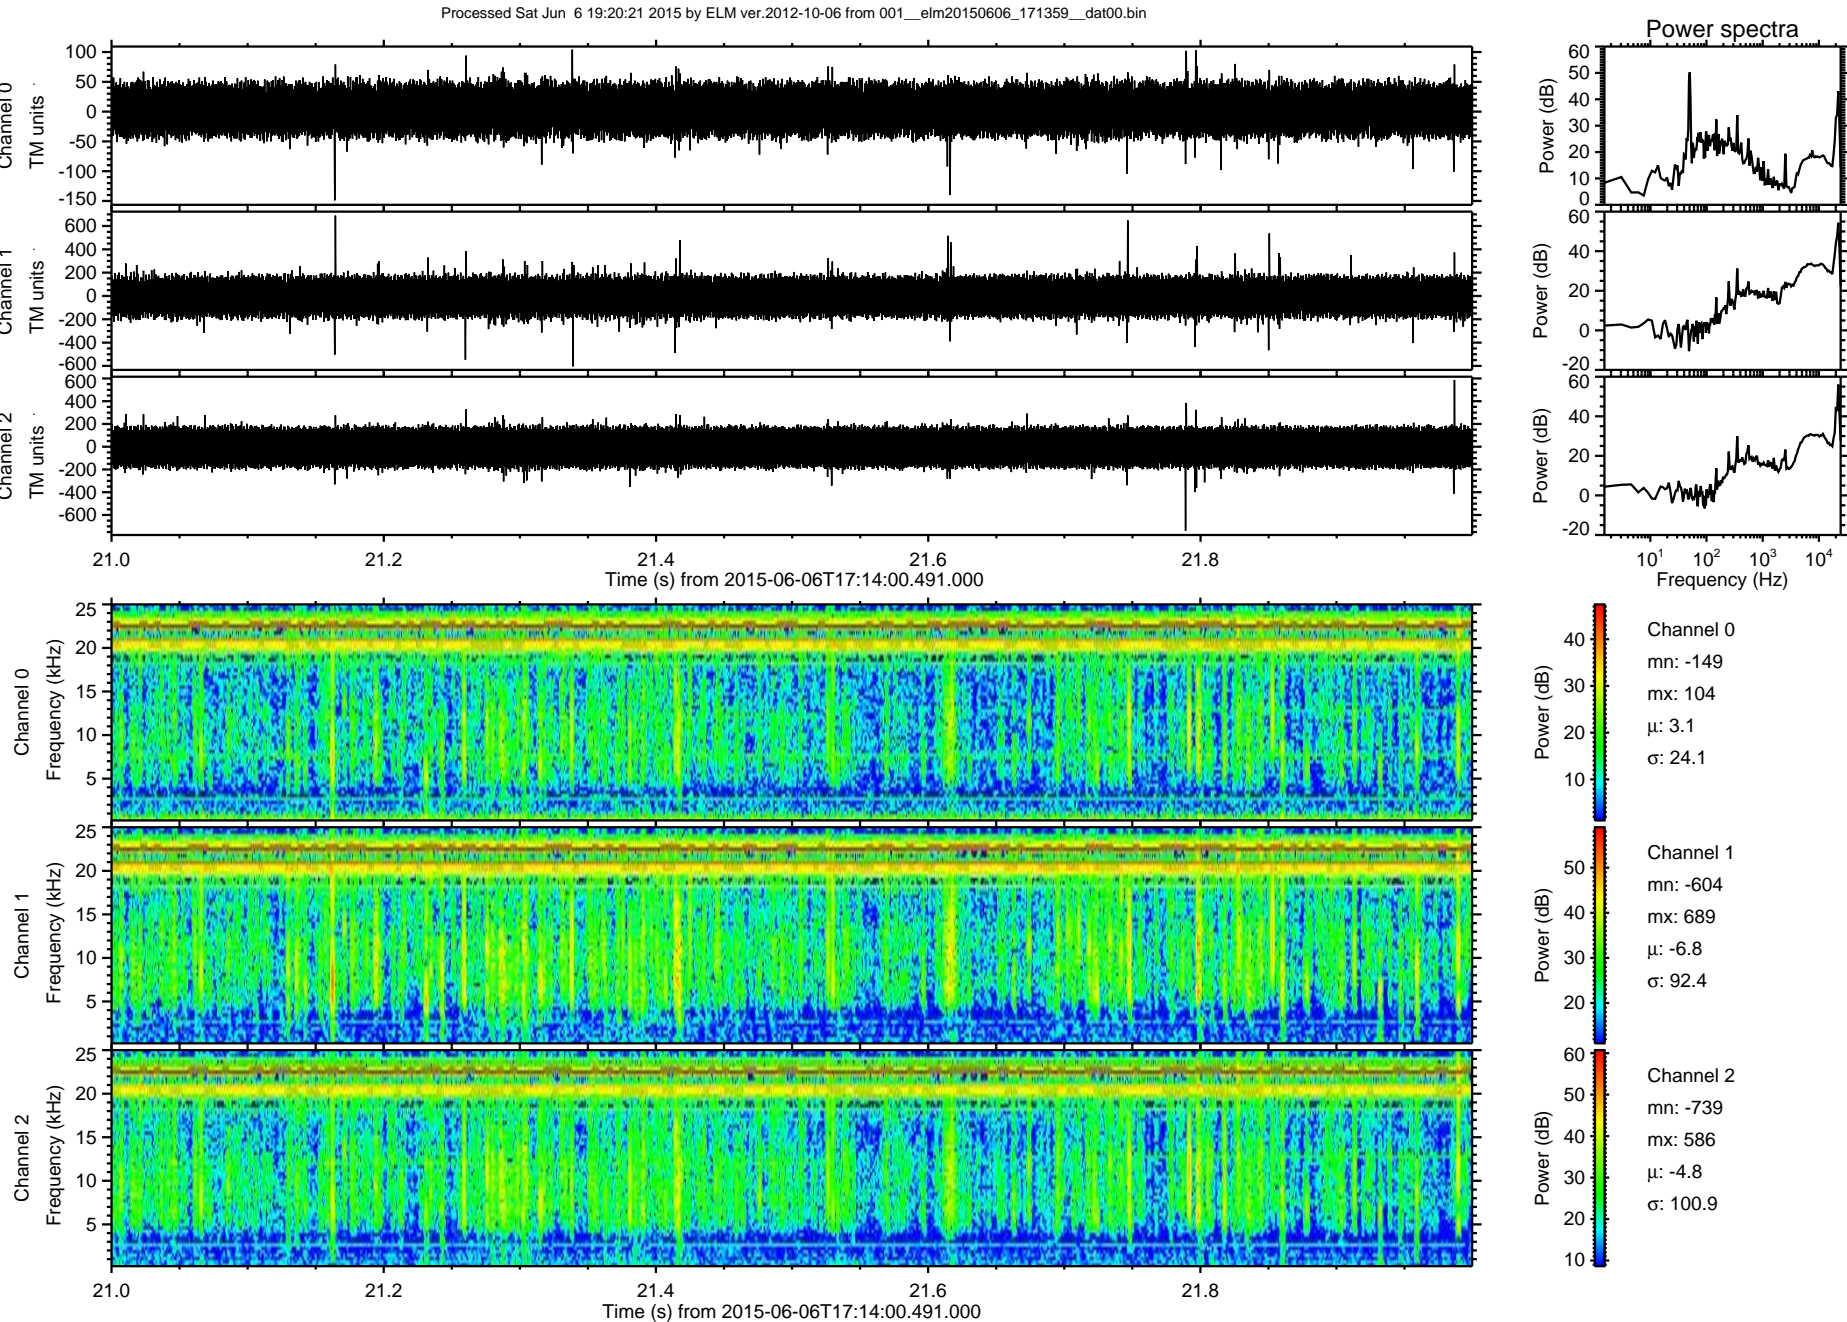 Processed Sat Jun 6 19:20:21 2015 by ELM ver.2012-10-06 from 001__elm20150606_171359__dat00.bin
Power spectra
Channel 0
TM units
100
50
0
-50
-100
-150
Power (dB)
60
50
40
30
20
10
0
Channel 1
TM units
600
400
200
0
-200
-400
-600
Power (dB)
60
40
20
0
-20
Channel 2
TM units
600
400
200
0
-200
-400
-600
Power (dB)
60
40
20
0
-20
21.0 21.2 21.4 21.6 21.8
Time (s) from 2015-06-06T17:14:00.491.000
10¹ 10² 10³ 10⁴
Frequency (Hz)
Channel 0
Frequency (kHz)
25
20
15
10
5
Power (dB)
40
30
20
10
Channel 0
mn: -149
mx: 104
μ: 3.1
σ: 24.1
Channel 1
Frequency (kHz)
25
20
15
10
5
Power (dB)
50
40
30
20
Channel 1
mn: -604
mx: 689
μ: -6.8
σ: 92.4
Channel 2
Frequency (kHz)
25
20
15
10
5
Power (dB)
60
50
40
30
20
10
Channel 2
mn: -739
mx: 586
μ: -4.8
σ: 100.9
21.0 21.2 21.4 21.6 21.8
Time (s) from 2015-06-06T17:14:00.491.000